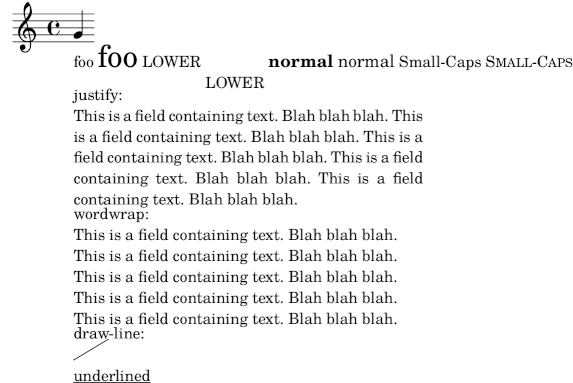 foo foo LOWER LOWER normal normal Small-Caps SMALL-CAPS
justify:
This is a field containing text. Blah blah blah. This
is a field containing text. Blah blah blah. This is a
field containing text. Blah blah blah. This is a field
containing text. Blah blah blah. This is a field
containing text. Blah blah blah.
wordwrap:
This is a field containing text. Blah blah blah.
This is a field containing text. Blah blah blah.
This is a field containing text. Blah blah blah.
This is a field containing text. Blah blah blah.
This is a field containing text. Blah blah blah.
draw-line:
underlined